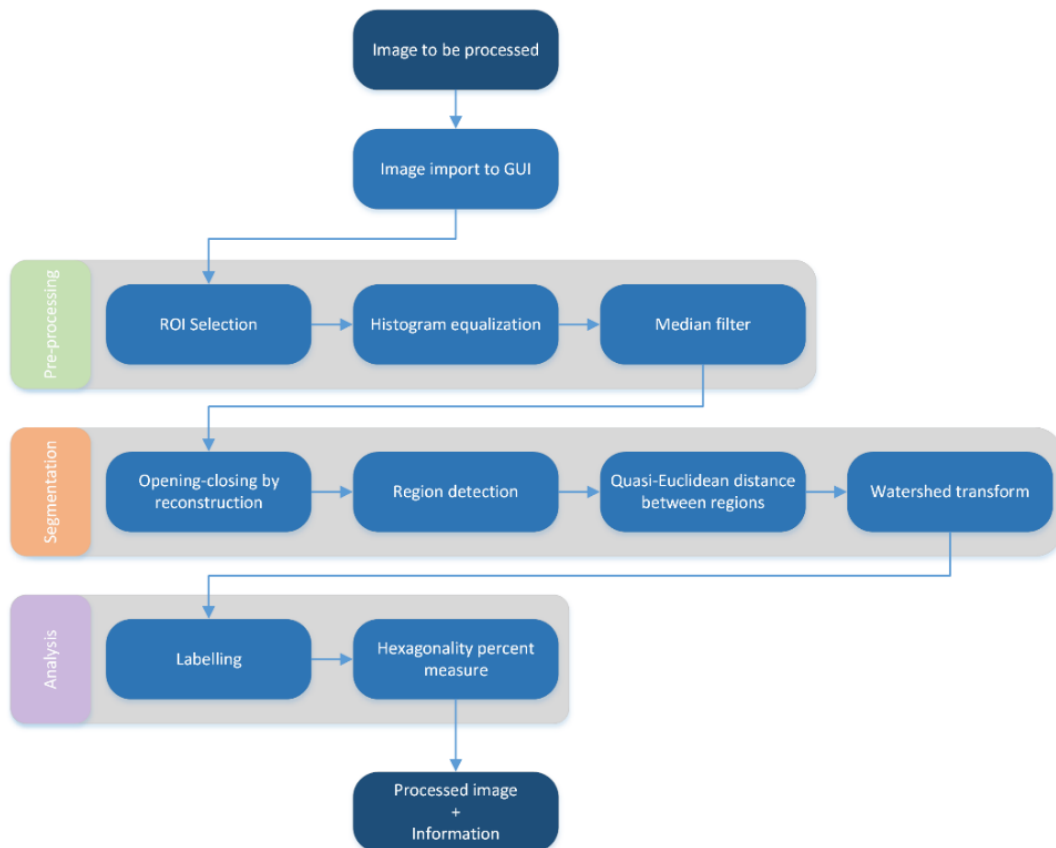 Image to be processed
Image import to GUI
Pre-processing
ROI Selection
Histogram equalization
Median filter
Segmentation
Opening-closing by
reconstruction
Region detection
Quasi-Euclidean distance
between regions
Watershed transform
Analysis
Labelling
Hexagonality percent
measure
Processed image
+
Information